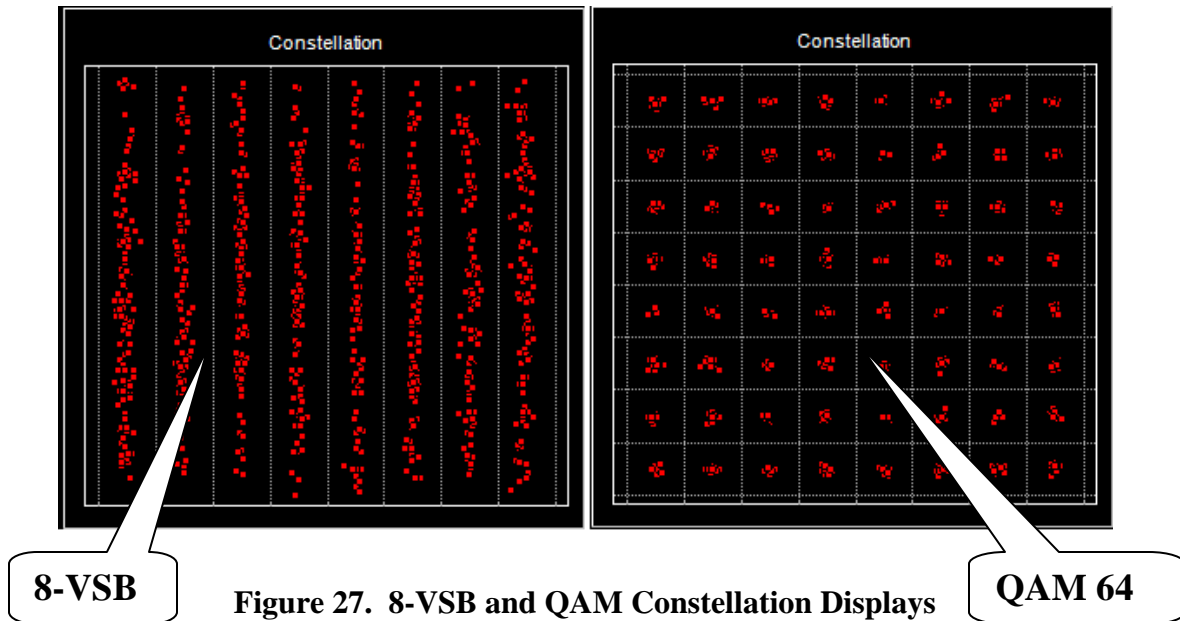 Constellation
Constellation
8-VSB
QAM 64
Figure 27.  8-VSB and QAM Constellation Displays